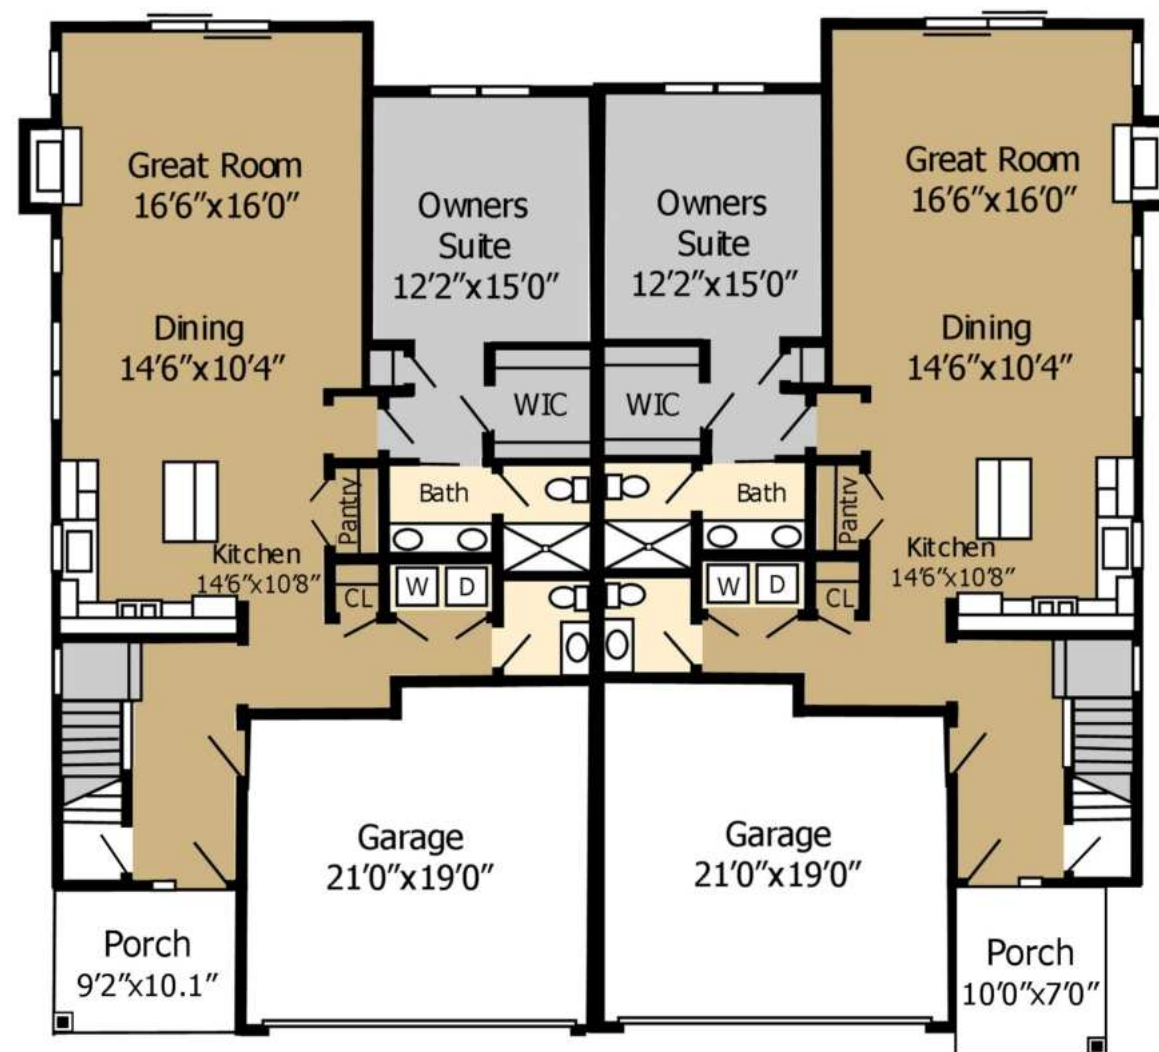 Great Room
16'6"x16'0"
Owners
Suite
12'2"x15'0"
Dining
14'6"x10'4"
WIC
Bath
Pantry
Kitchen
14'6"x10'8"
CL
W
D
Garage
21'0"x19'0"
Porch
9'2"x10.1"
Great Room
16'6"x16'0"
Owners
Suite
12'2"x15'0"
Dining
14'6"x10'4"
WIC
Bath
Pantry
Kitchen
14'6"x10'8"
W
D
CL
Garage
21'0"x19'0"
Porch
10'0"x7'0"